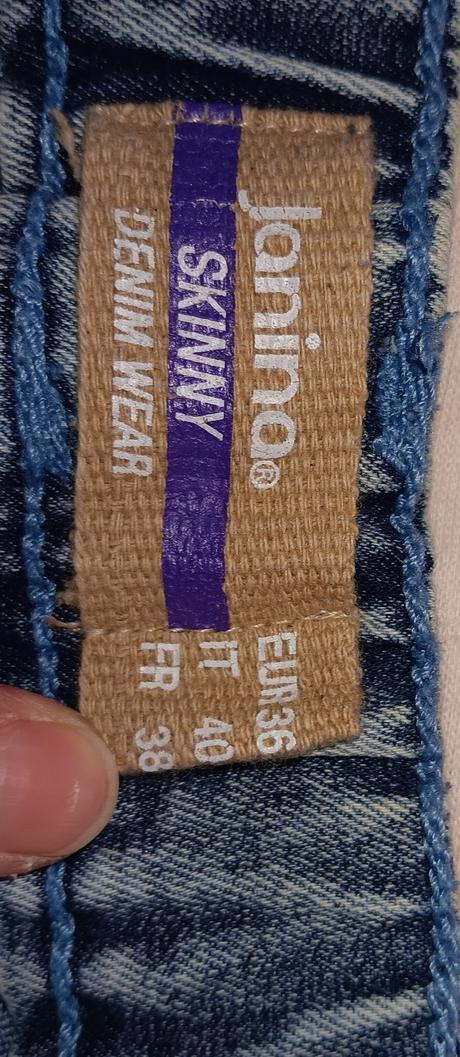 Janina®
SKINNY
DENIM WEAR
EUR 36
IT 40
FR 38